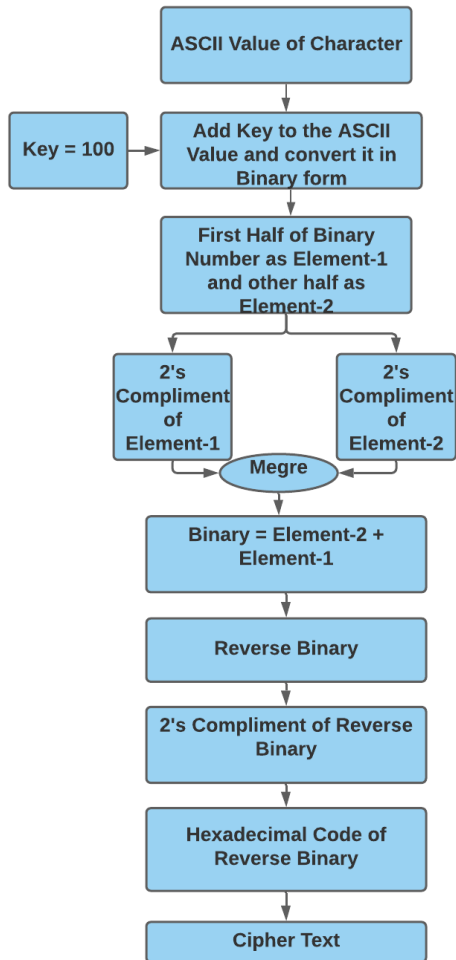 ASCII Value of Character
Key = 100
Add Key to the ASCII
Value and convert it in
Binary form
First Half of Binary
Number as Element-1
and other half as
Element-2
2's
Compliment
of
Element-1
2's
Compliment
of
Element-2
Megre
Binary = Element-2 +
Element-1
Reverse Binary
2's Compliment of Reverse
Binary
Hexadecimal Code of
Reverse Binary
Cipher Text